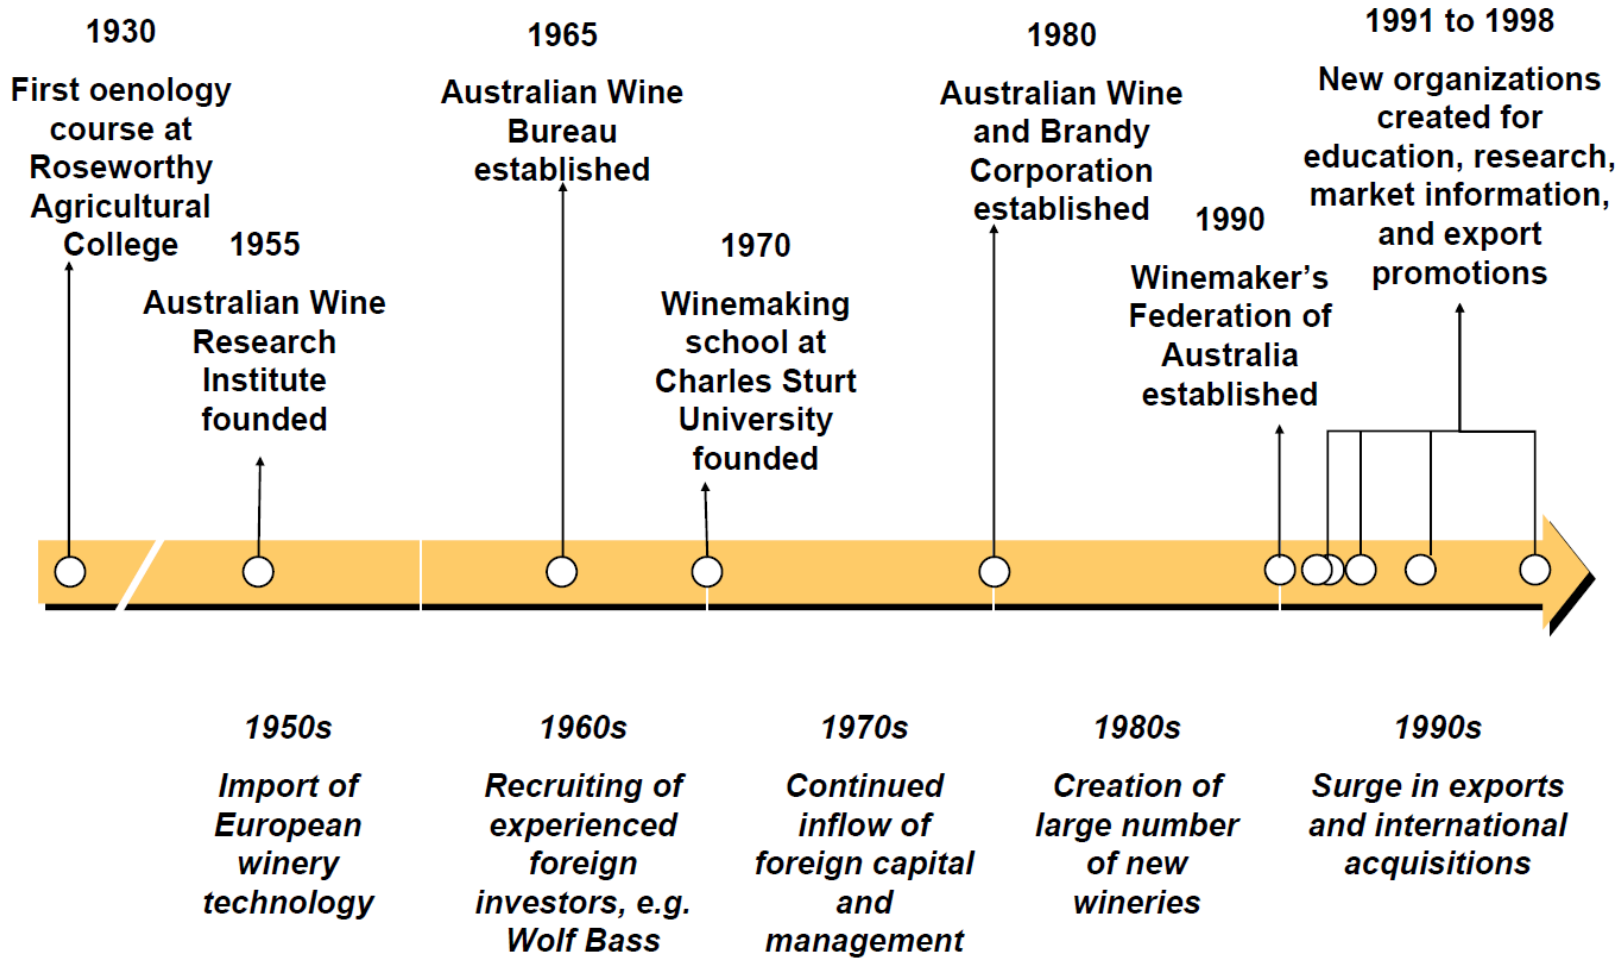 1930
First oenology
course at
Roseworthy
Agricultural
College
1955
Australian Wine
Research
Institute
founded
1965
Australian Wine
Bureau
established
1970
Winemaking
school at
Charles Sturt
University
founded
1980
Australian Wine
and Brandy
Corporation
established
1990
Winemaker’s
Federation of
Australia
established
1991 to 1998
New organizations
created for
education, research,
market information,
and export
promotions
1950s
Import of
European
winery
technology
1960s
Recruiting of
experienced
foreign
investors, e.g.
Wolf Bass
1970s
Continued
inflow of
foreign capital
and
management
1980s
Creation of
large number
of new
wineries
1990s
Surge in exports
and international
acquisitions